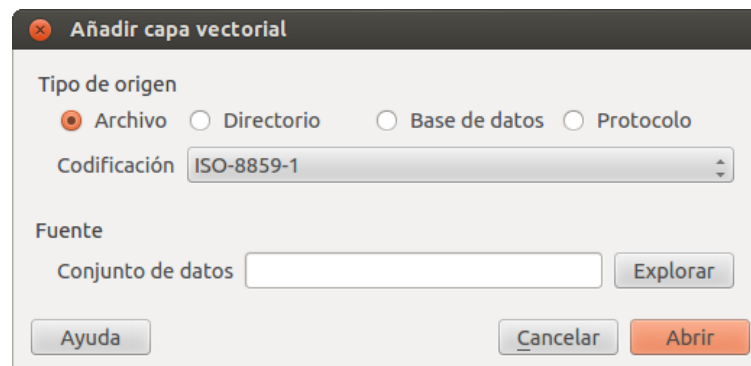 Añadir capa vectorial
Tipo de origen
Archivo Directorio Base de datos Protocolo
Codificación ISO-8859-1
Fuente
Conjunto de datos Explorar
Ayuda Cancelar Abrir